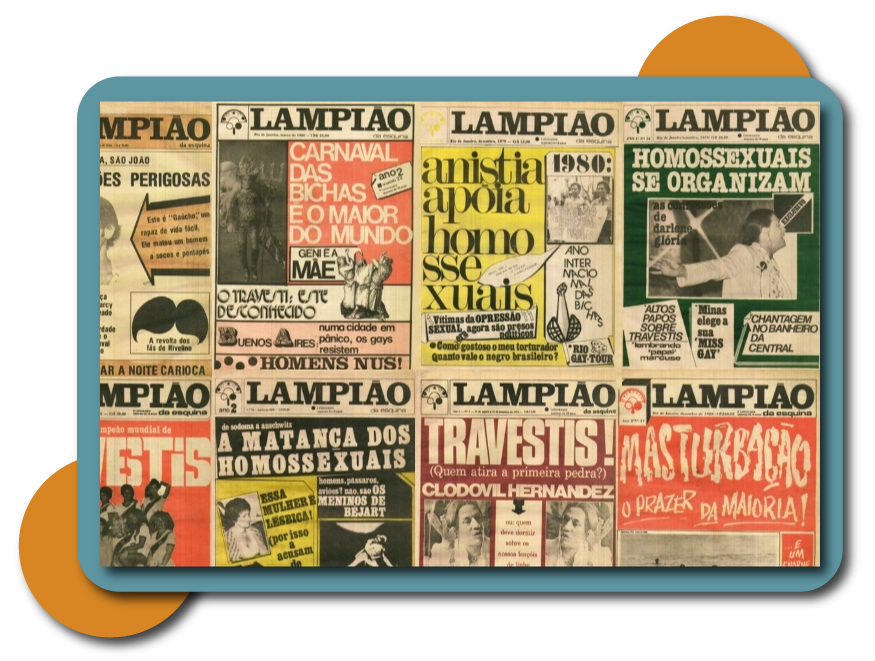 MPIÃO
da esquina
A, SÃO JOÃO
ÕES PERIGOSAS
Este é "Gaúcho", um
rapaz de vida fácil.
Ele matou um homem
a socos e pontapés
A revolta dos
fãs de Rivelino
AR A NOITE CARIOCA
LAMPIÃO
da esquina
CARNAVAL
DAS
BICHAS
É O MAIOR
DO MUNDO
ano 2
GENI É A
MÃE
O TRAVESTI: ESTE
DESCONHECIDO
BUENOS AIRES:
numa cidade em
pânico, os gays
resistem
HOMENS NUS!
LAMPIÃO
da esquina
anistia
apóia
homo
sse
xuais
1980:
ANO
INTER
NACIO
NAL
DAS
BICHAS
Vítimas da OPRESSÃO
SEXUAL, agora são presos
políticos
Como gostoso o meu torturador
quanto vale o negro brasileiro?
RIO
GAY-TOUR
LAMPIÃO
da esquina
HOMOSSEXUAIS
SE ORGANIZAM
as confissões
de
darlene
glória
EXCLUSIVO
ALTOS
PAPOS
SOBRE
TRAVESTIS
lembrando
"papai"
marcuse
Minas
elege a
sua
'MISS
GAY'
CHANTAGEM
NO BANHEIRO
DA
CENTRAL
MPIÃO
da esquina
mpeão mundial de
VESTIS
LAMPIÃO
da esquina
ano 2
de sodoma a auschwitz
A MATANÇA DOS
HOMOSSEXUAIS
ESSA
MULHER É
LÉSBICA!
(por isso
a
acusam
de
homens, pássaros,
aviões? não. são OS
MENINOS DE
BÉJART
LAMPIÃO
da esquina
TRAVESTIS!
(Quem atira a primeira pedra?)
CLODOVIL HERNANDEZ
ou: quem
deve dormir
sobre os
nossos lençóis
de linho
LAMPIÃO
da esquina
MASTURBAÇÃO
O PRAZER DA MAIORIA!
...E
UM
ENORME